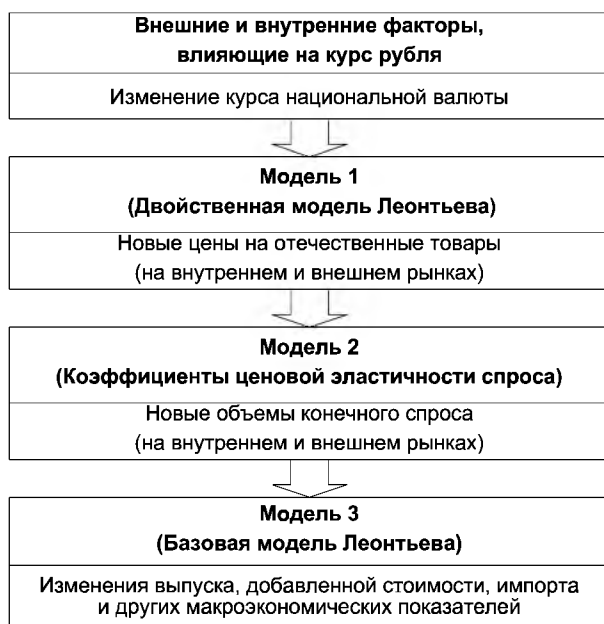 Внешние и внутренние факторы,
влияющие на курс рубля
Изменение курса национальной валюты
Модель 1
(Двойственная модель Леонтьева)
Новые цены на отечественные товары
(на внутреннем и внешнем рынках)
Модель 2
(Коэффициенты ценовой эластичности спроса)
Новые объемы конечного спроса
(на внутреннем и внешнем рынках)
Модель 3
(Базовая модель Леонтьева)
Изменения выпуска, добавленной стоимости, импорта
и других макроэкономических показателей